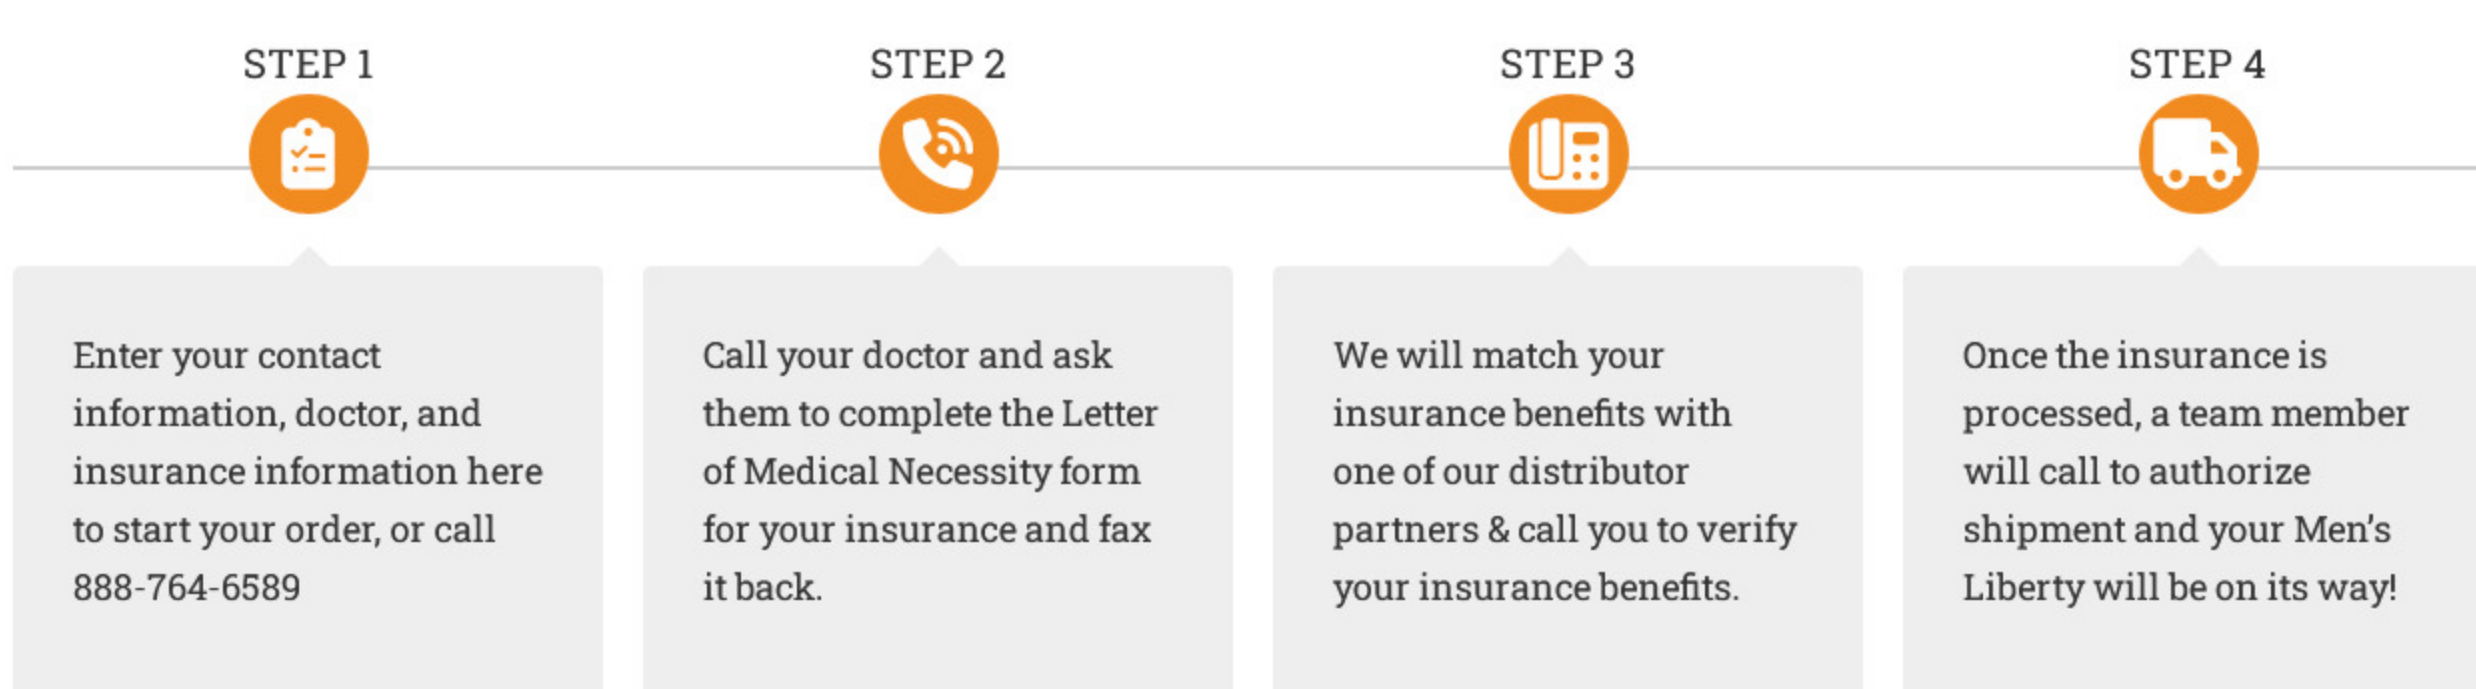 STEP 1
Enter your contact
information, doctor, and
insurance information here
to start your order, or call
888-764-6589
STEP 2
Call your doctor and ask
them to complete the Letter
of Medical Necessity form
for your insurance and fax
it back.
STEP 3
We will match your
insurance benefits with
one of our distributor
partners & call you to verify
your insurance benefits.
STEP 4
Once the insurance is
processed, a team member
will call to authorize
shipment and your Men’s
Liberty will be on its way!